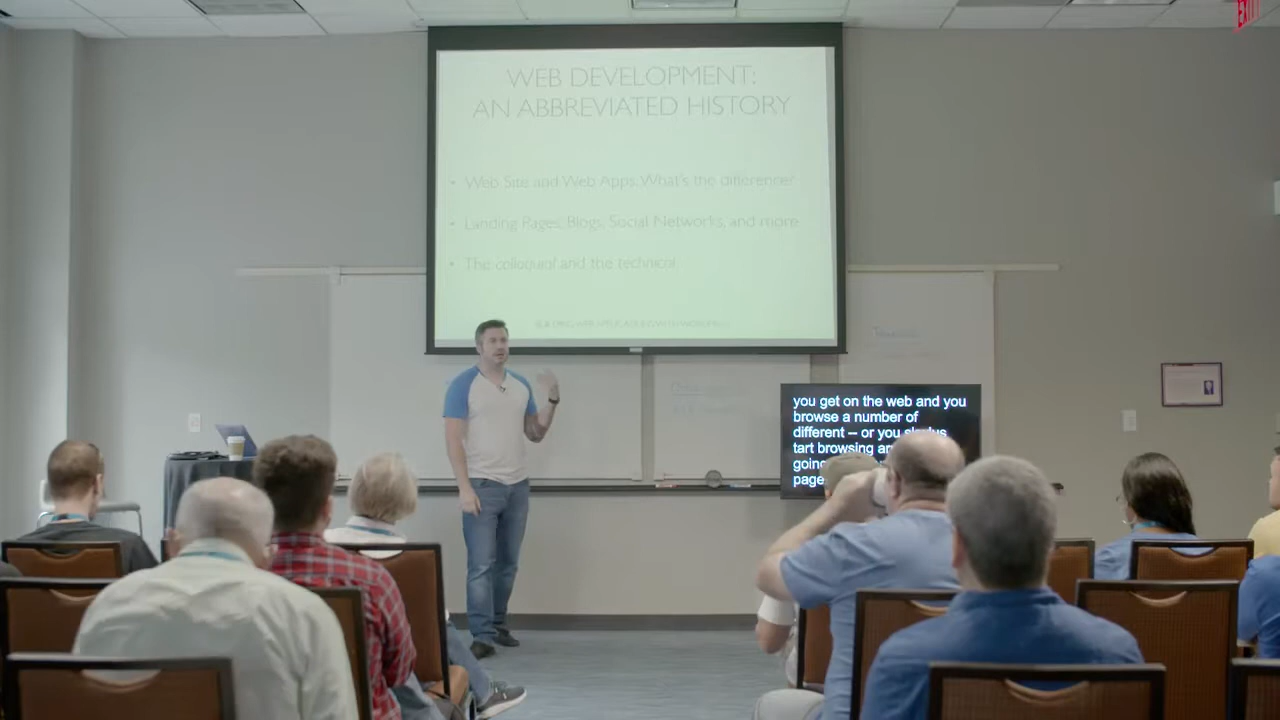 EXIT
WEB DEVELOPMENT:
AN ABBREVIATED HISTORY
• Web Site and Web Apps. What's the difference?
• Landing Pages, Blogs, Social Networks, and more
• The colloquial and the technical
you get on the web and you
browse a number of
different – or you
tart browsing
going
page